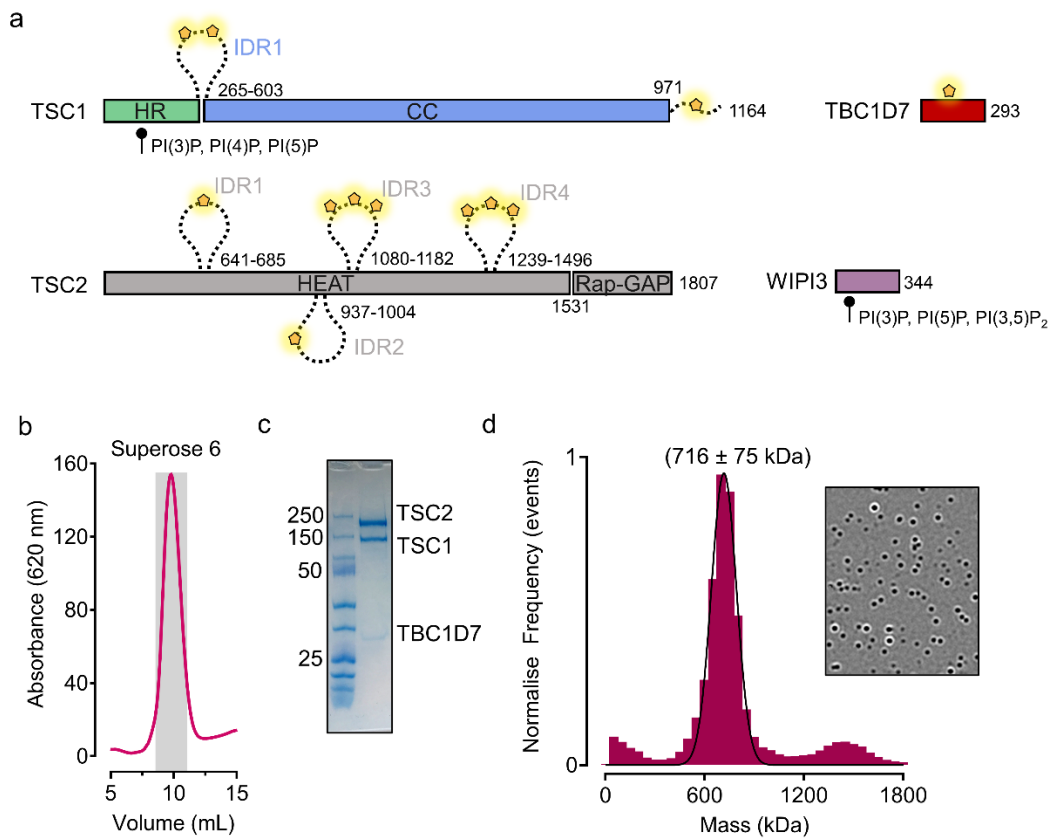 a
IDR1
265-603
971
TSC1
HR
CC
1164
TBC1D7
293
PI(3)P, PI(4)P, PI(5)P
IDR1
IDR3
IDR4
641-685
1080-1182
1239-1496
TSC2
HEAT
Rap-GAP
1807
WIPI3
344
937-1004
1531
PI(3)P, PI(5)P, PI(3,5)P₂
IDR2
b
Superose 6
160
120
80
40
0
Absorbance (620 nm)
5
10
15
Volume (mL)
c
250
150
50
25
TSC2
TSC1
TBC1D7
d
(716 ± 75 kDa)
1
0
Normalise Frequency (events)
0
600
1200
1800
Mass (kDa)